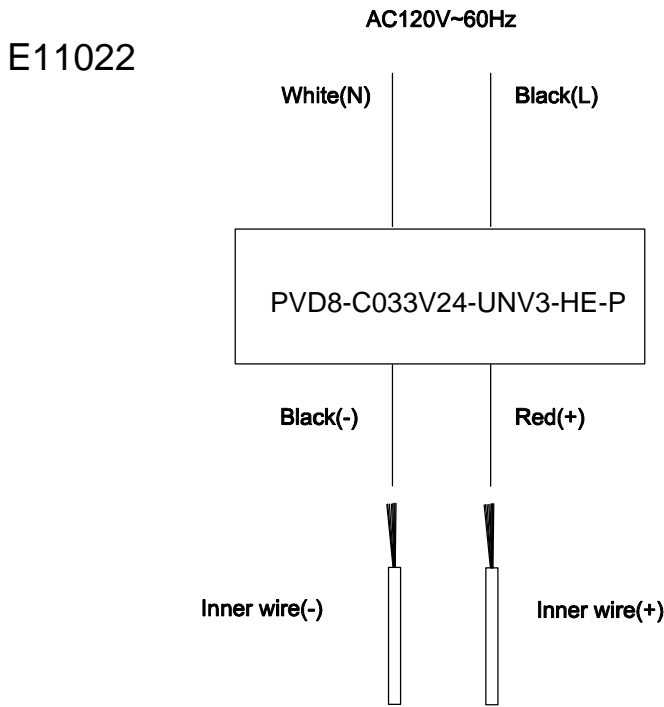 AC120V~60Hz
E11022
White(N)
Black(L)
PVD8-C033V24-UNV3-HE-P
Black(-)
Red(+)
Inner wire(-)
Inner wire(+)